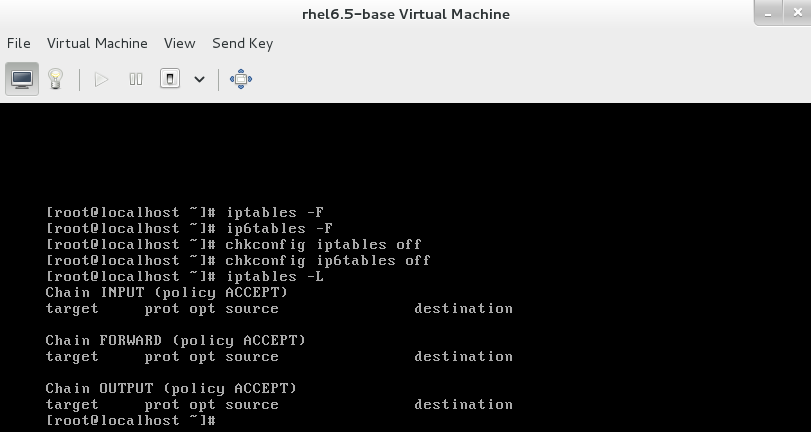 rhel6.5-base Virtual Machine
File Virtual Machine View Send Key
[root@localhost ~]# iptables -F
[root@localhost ~]# ip6tables -F
[root@localhost ~]# chkconfig iptables off
[root@localhost ~]# chkconfig ip6tables off
[root@localhost ~]# iptables -L
Chain INPUT (policy ACCEPT)
target     prot opt source               destination
Chain FORWARD (policy ACCEPT)
target     prot opt source               destination
Chain OUTPUT (policy ACCEPT)
target     prot opt source               destination
[root@localhost ~]#